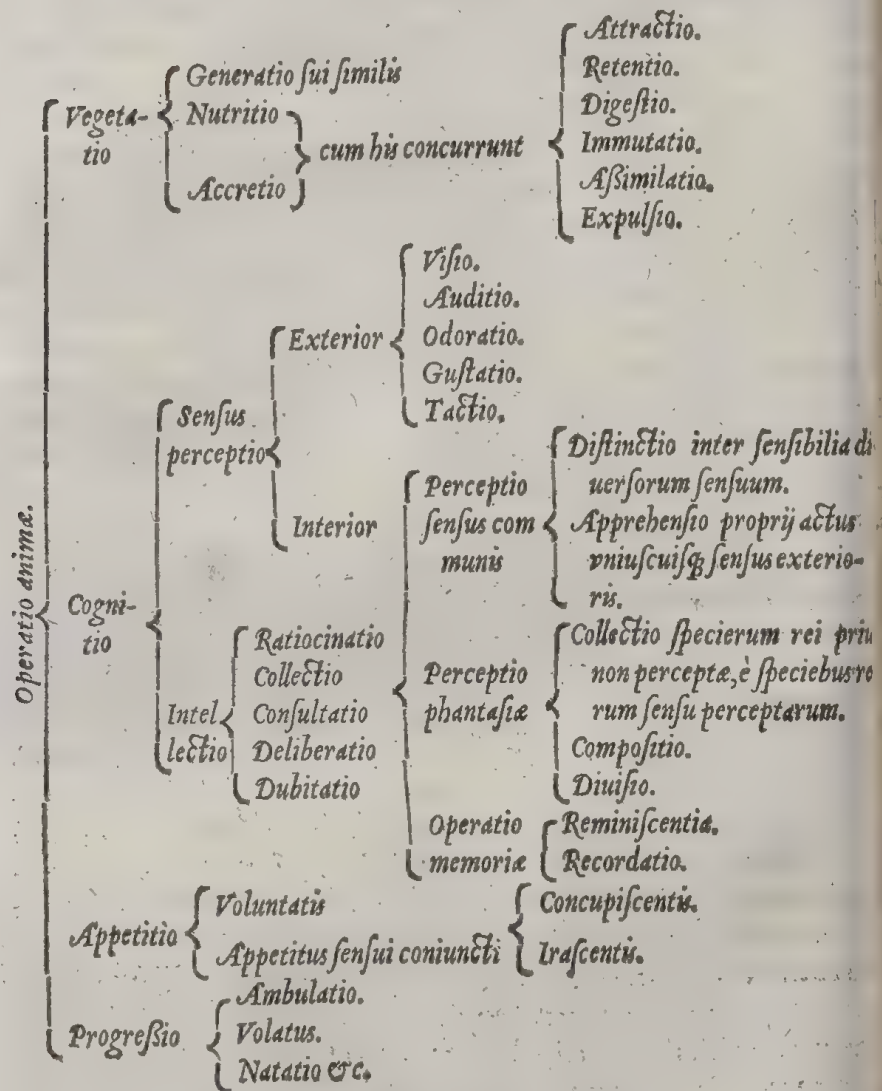 Operatio animæ.
Vegeta-
tio
Generatio ſui ſimilis
Nutritio
Accretio
cum his concurrunt
Attractio.
Retentio.
Digeſtio.
Immutatio.
Aßimilatio.
Expulſio.
Cogni-
tio
Senſus
perceptio
Exterior
Viſio.
Auditio.
Odoratio.
Guſtatio.
Tactio.
Interior
Perceptio
ſenſus com
munis
Diſtinctio inter ſenſibilia di
uerſorum ſenſuum.
Apprehenſio proprij actus
vniuſcuiſqꝫ ſenſus exterio-
ris.
Perceptio
phantaſiæ
Collectio ſpecierum rei priu
non perceptæ, è ſpeciebus re
rum ſenſu perceptarum.
Compoſitio.
Diuiſio.
Operatio
memoriæ
Reminiſcentia.
Recordatio.
Intel
lectio
Ratiocinatio
Collectio
Conſultatio
Deliberatio
Dubitatio
Appetitio
Voluntatis
Appetitus ſenſui coniuncti
Concupiſcentis.
Iraſcentis.
Progreßio
Ambulatio.
Volatus.
Natatio &c.